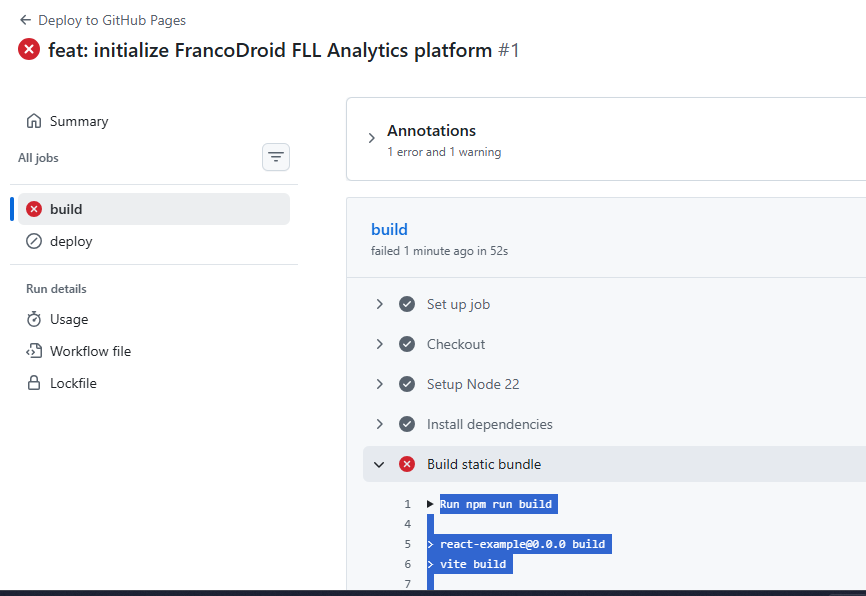 ← Deploy to GitHub Pages
feat: initialize FrancoDroid FLL Analytics platform #1
Summary
All jobs
build
deploy
Run details
Usage
Workflow file
Lockfile
Annotations
1 error and 1 warning
build
failed 1 minute ago in 52s
Set up job
Checkout
Setup Node 22
Install dependencies
Build static bundle
1 ▶ Run npm run build
4
5 > react-example@0.0.0 build
6 > vite build
7